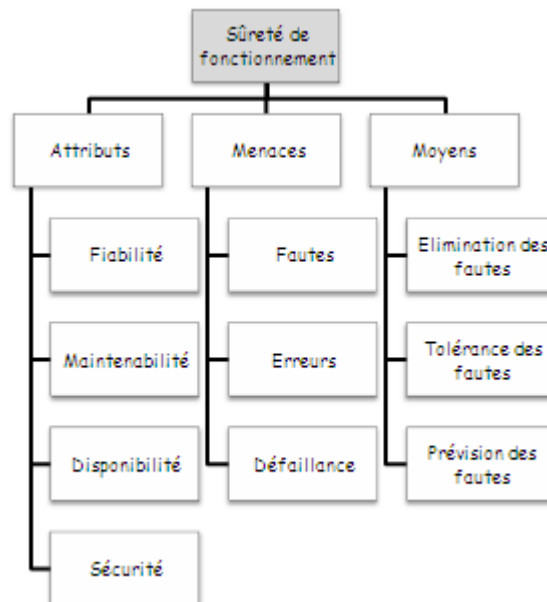 Sûreté de
fonctionnement
Attributs
Menaces
Moyens
Fiabilité
Fautes
Elimination des
fautes
Maintenabilité
Erreurs
Tolérance des
fautes
Disponibilité
Défaillance
Prévision des
fautes
Sécurité